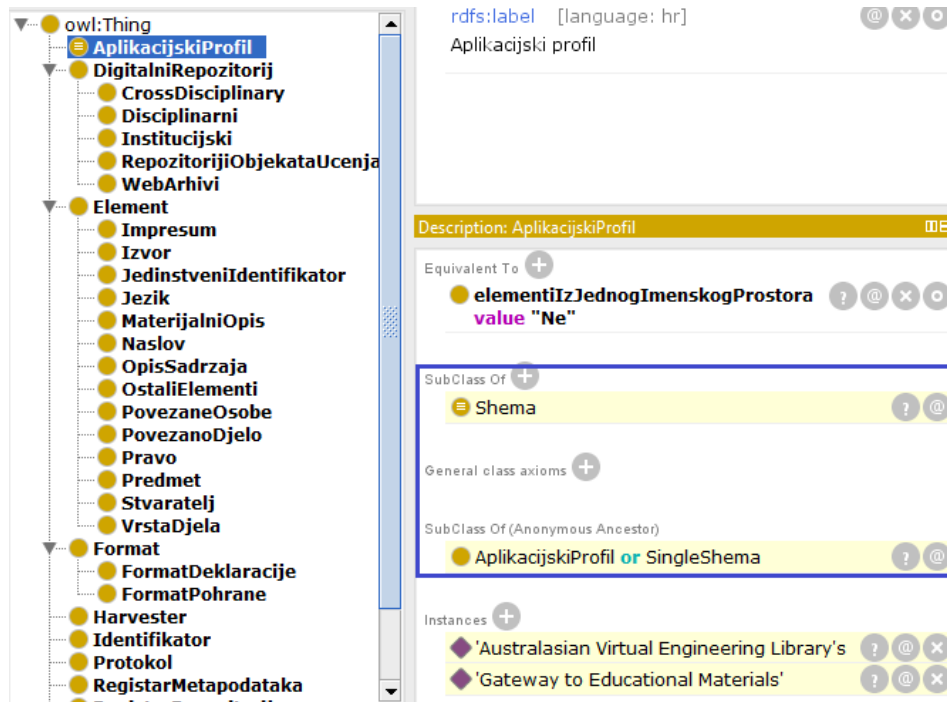 owl:Thing
AplikacijskiProfil
DigitalniRepozitorij
CrossDisciplinary
Disciplinarni
Institucijski
RepozitorijiObjekataUcenja
WebArhivi
Element
Impresum
Izvor
JedinstveniIdentifikator
Jezik
MaterijalniOpis
Naslov
OpisSadrzaja
OstaliElementi
PovezaneOsobe
PovezanoDjelo
Pravo
Predmet
Stvaratelj
VrstaDjela
Format
FormatDeklaracije
FormatPohrane
Harvester
Identifikator
Protokol
RegistarMetapodataka
rdfs:label [language: hr]
Aplikacijski profil
Description: AplikacijskiProfil
Equivalent To
elementiIzJednogImenskogProstora
value "Ne"
SubClass Of
Shema
General class axioms
SubClass Of (Anonymous Ancestor)
AplikacijskiProfil or SingleShema
Instances
'Australasian Virtual Engineering Library's
'Gateway to Educational Materials'